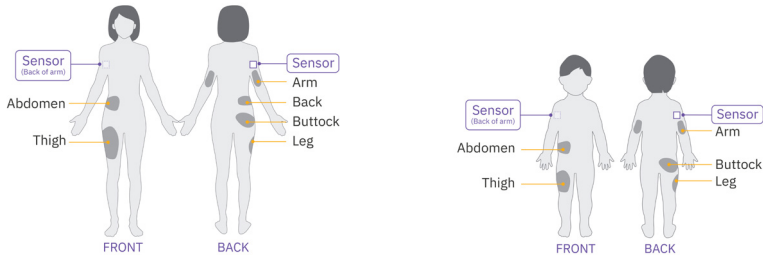 Sensor
(Back of arm)
Abdomen
Thigh
FRONT
Sensor
Arm
Back
Buttock
Leg
BACK
Sensor
(Back of arm)
Abdomen
Thigh
FRONT
Sensor
Arm
Buttock
Leg
BACK